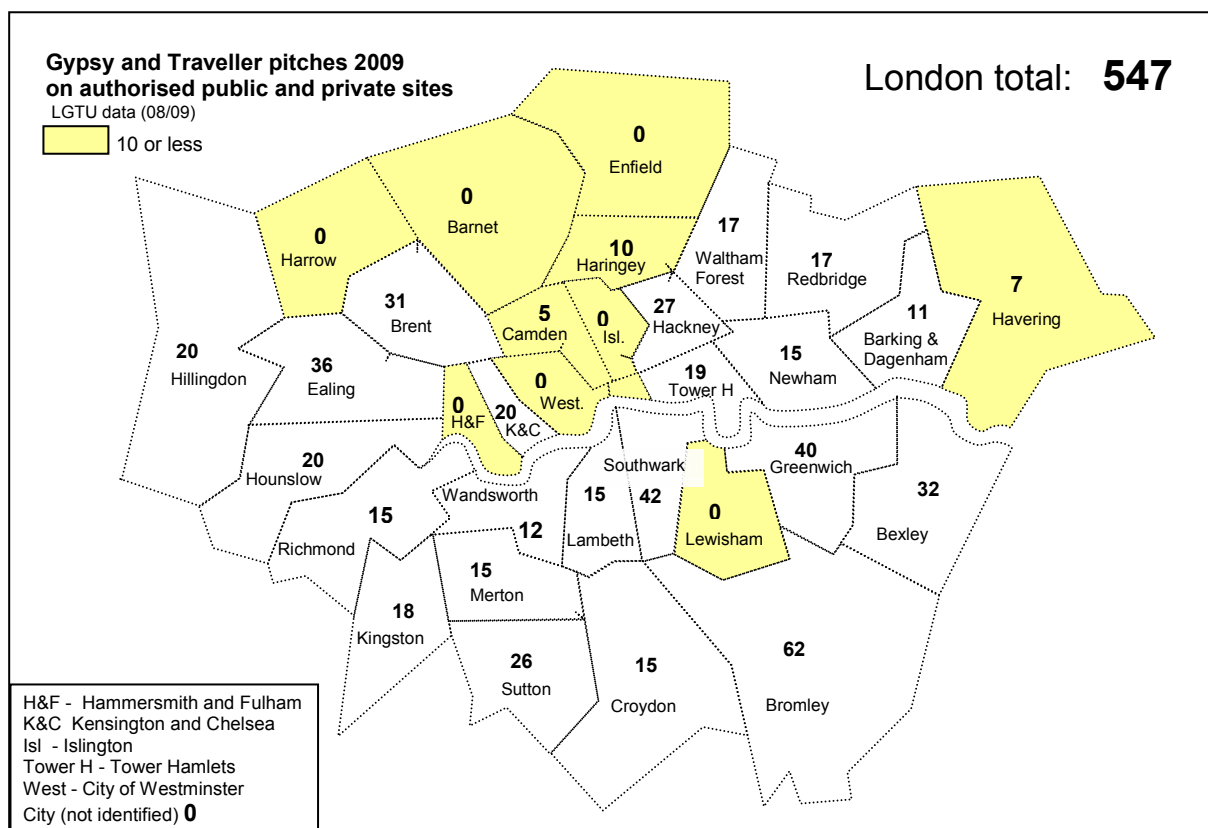 Gypsy and Traveller pitches 2009
on authorised public and private sites
LGTU data (08/09)
10 or less
London total: 547
0
Enfield
0
Barnet
0
Harrow
10
Haringey
17
Waltham
Forest
17
Redbridge
7
Havering
31
Brent
5
Camden
0
Isl.
27
Hackney
11
Barking &
Dagenham
20
Hillingdon
36
Ealing
0
West.
19
Tower H
15
Newham
0
H&F
20
K&C
20
Hounslow
Southwark
42
40
Greenwich
32
Bexley
15
Richmond
Wandsworth
12
15
Lambeth
0
Lewisham
15
Merton
18
Kingston
26
Sutton
15
Croydon
62
Bromley
H&F - Hammersmith and Fulham
K&C Kensington and Chelsea
Isl - Islington
Tower H - Tower Hamlets
West - City of Westminster
City (not identified) 0